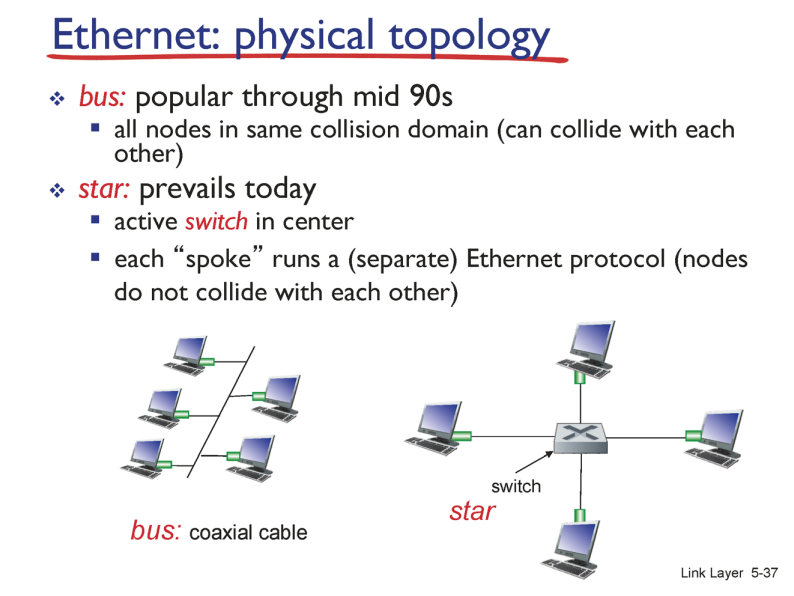 Ethernet: physical topology
❖ bus: popular through mid 90s
▪ all nodes in same collision domain (can collide with each
other)
❖ star: prevails today
▪ active switch in center
▪ each “spoke” runs a (separate) Ethernet protocol (nodes
do not collide with each other)
switch
star
bus: coaxial cable
Link Layer 5-37